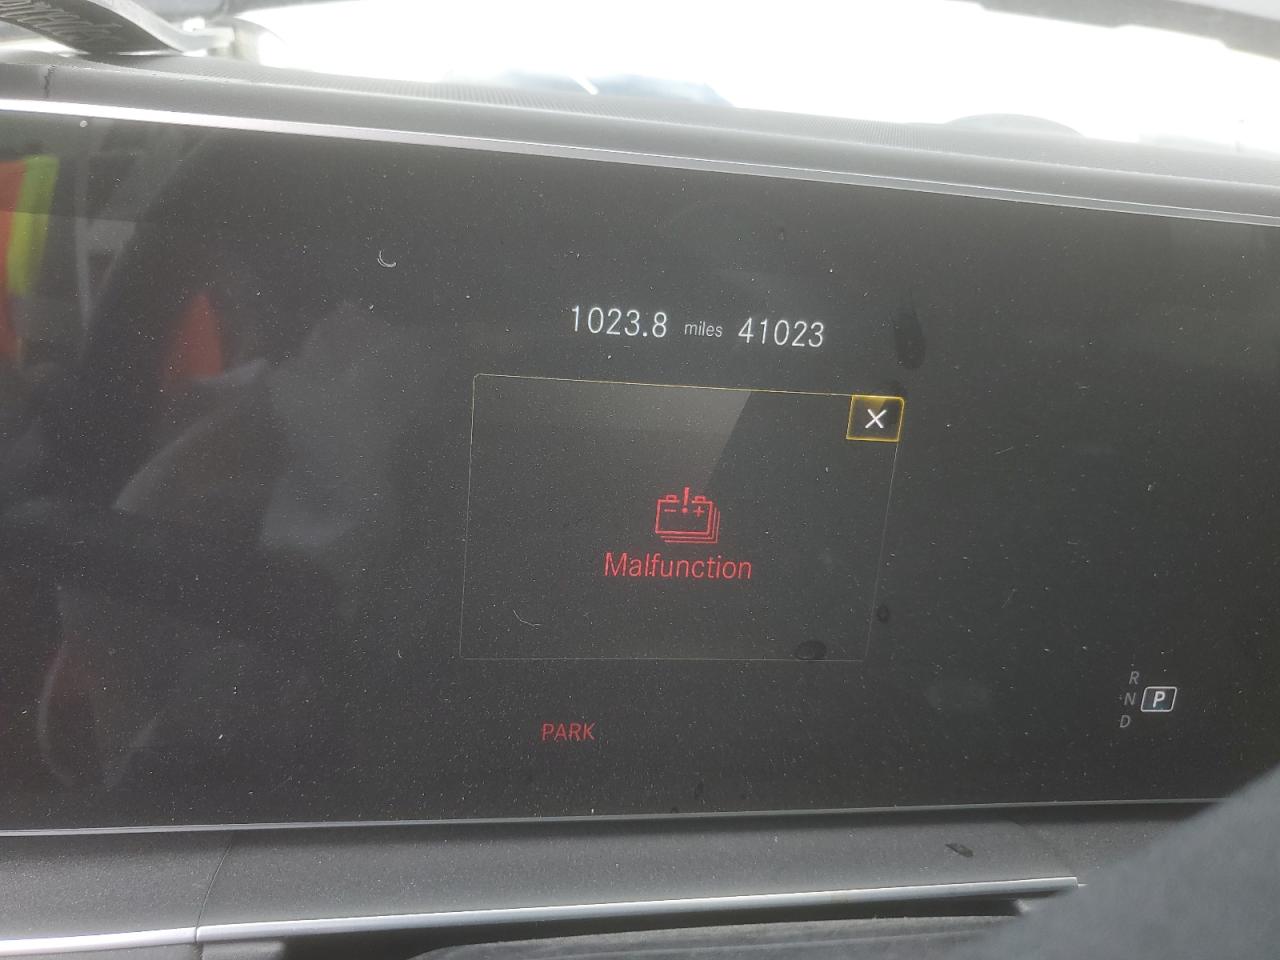 1023.8 miles 41023
X
- ! +
Malfunction
R
N P
D
PARK